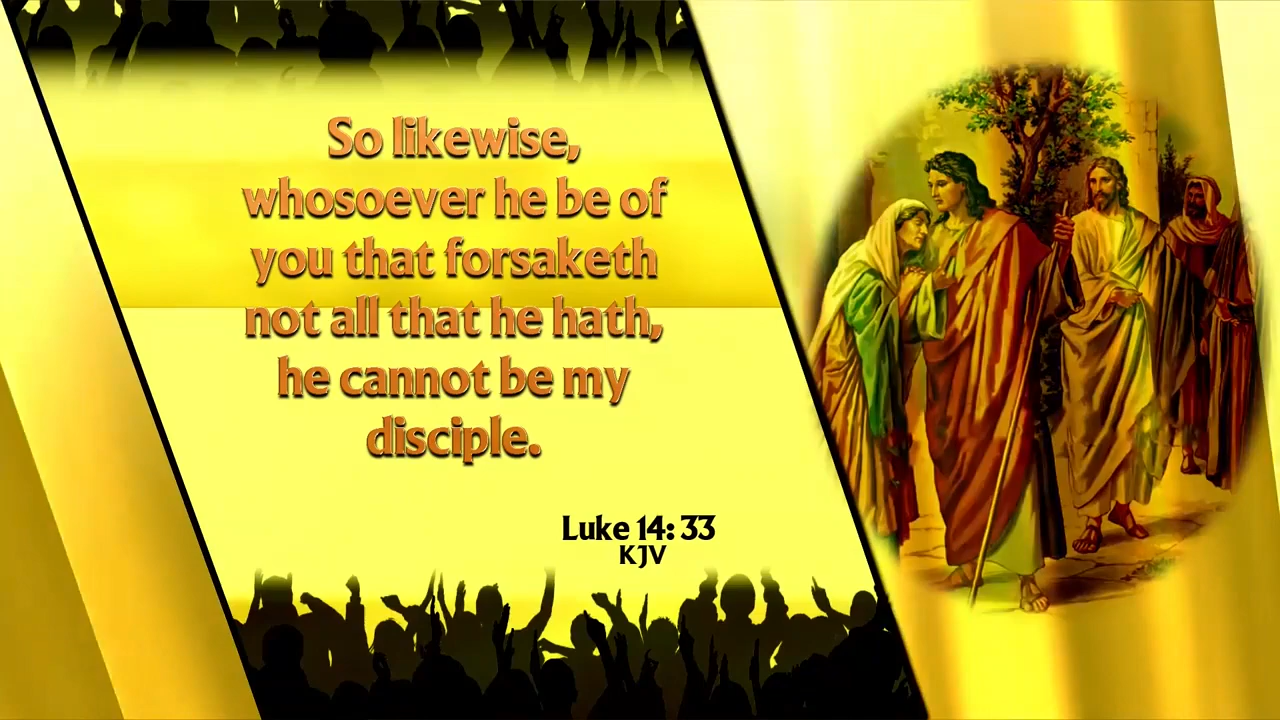 So likewise,
whosoever he be of
you that forsaketh
not all that he hath,
he cannot be my
disciple.
Luke 14: 33
KJV